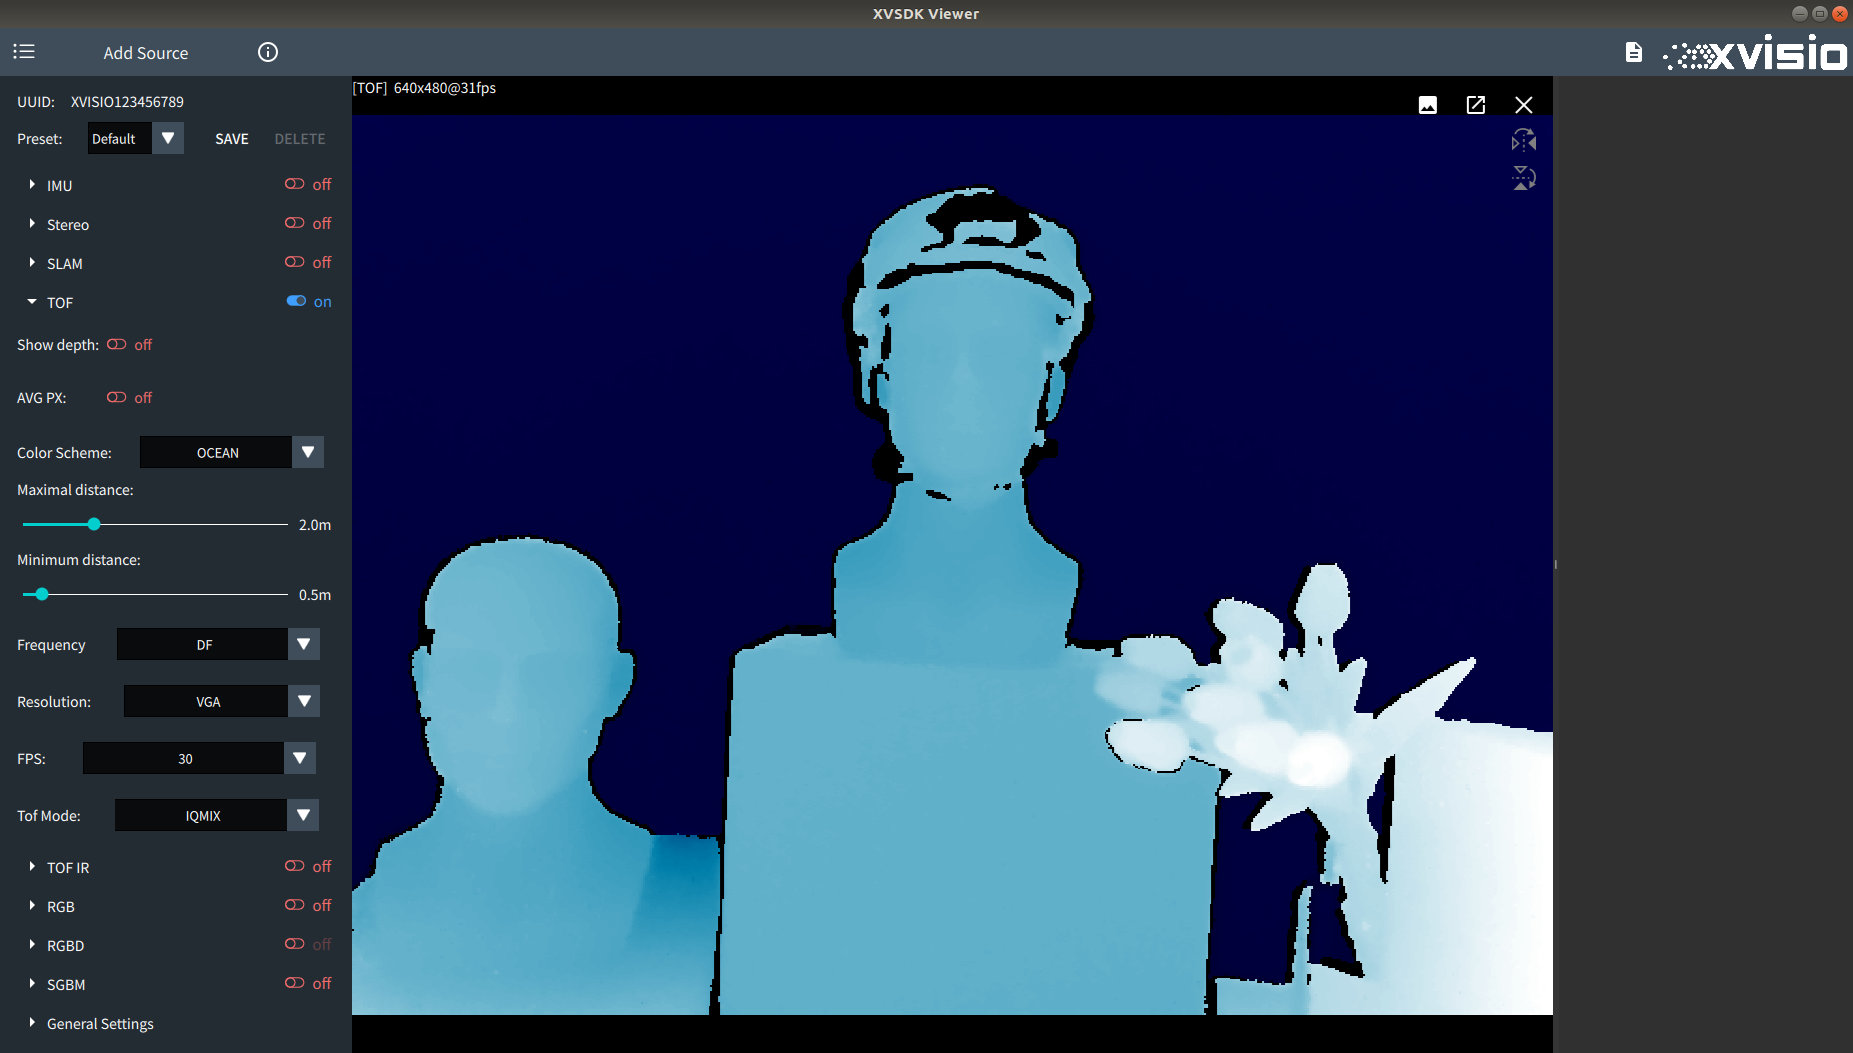 XVSDK Viewer
Add Source
xvisio
UUID: XVISIO123456789
Preset: Default SAVE DELETE
IMU off
Stereo off
SLAM off
TOF on
Show depth: off
AVG PX: off
Color Scheme: OCEAN
Maximal distance:
2.0m
Minimum distance:
0.5m
Frequency DF
Resolution: VGA
FPS: 30
Tof Mode: IQMIX
TOF IR off
RGB off
RGBD off
SGBM off
General Settings
[TOF] 640x480@31fps